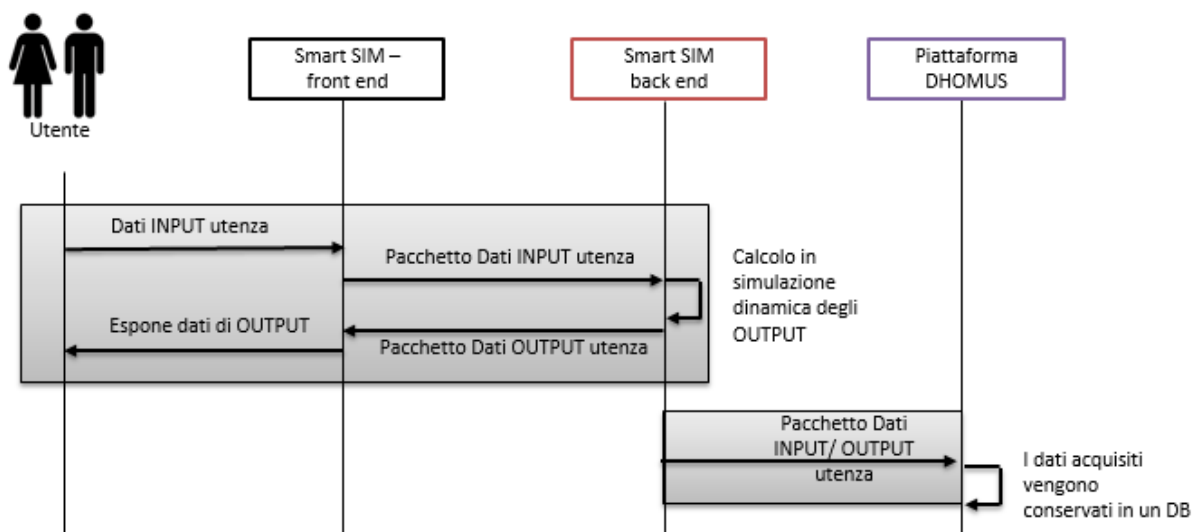 Smart SIM –
front end
Smart SIM
back end
Piattaforma
DHOMUS
Utente
Dati INPUT utenza
Pacchetto Dati INPUT utenza
Calcolo in
simulazione
dinamica degli
OUTPUT
Espone dati di OUTPUT
Pacchetto Dati OUTPUT utenza
Pacchetto Dati
INPUT/ OUTPUT
utenza
I dati acquisiti
vengono
conservati in un DB